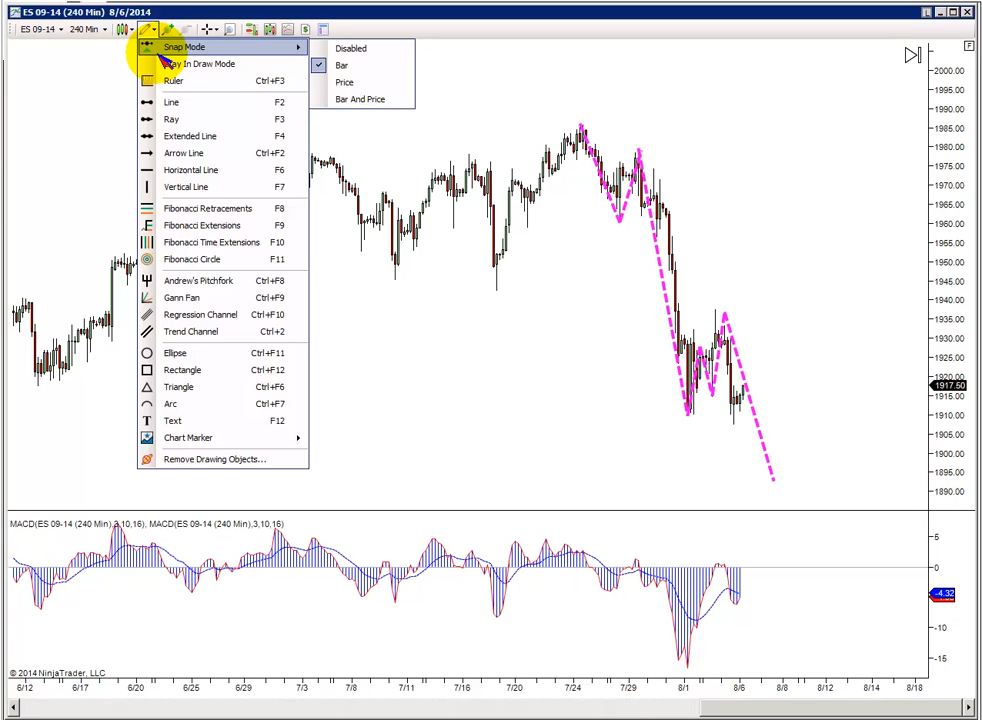 ES 09-14 (240 Min) 8/6/2014
ES 09-14 240 Min
Snap Mode
Disabled
Stay In Draw Mode
Bar
Ruler Ctrl+F3
Price
Line F2
Bar And Price
Ray F3
Extended Line F4
Arrow Line Ctrl+F2
Horizontal Line F6
Vertical Line F7
Fibonacci Retracements F8
Fibonacci Extensions F9
Fibonacci Time Extensions F10
Fibonacci Circle F11
Andrew's Pitchfork Ctrl+F8
Gann Fan Ctrl+F9
Regression Channel Ctrl+F10
Trend Channel Ctrl+2
Ellipse Ctrl+F11
Rectangle Ctrl+F12
Triangle Ctrl+F6
Arc Ctrl+F7
Text F12
Chart Marker
Remove Drawing Objects...
F
2000.00
1995.00
1990.00
1985.00
1980.00
1975.00
1970.00
1965.00
1960.00
1955.00
1950.00
1945.00
1940.00
1935.00
1930.00
1925.00
1920.00
1917.50
1915.00
1910.00
1905.00
1900.00
1895.00
1890.00
MACD(ES 09-14 (240 Min),3,10,16), MACD(ES 09-14 (240 Min),3,10,16)
5
0
-4.32
-10
-15
© 2014 NinjaTrader, LLC
6/12 6/17 6/20 6/25 6/29 7/3 7/8 7/11 7/17 7/20 7/24 7/29 8/1 8/6 8/8 8/12 8/14 8/18